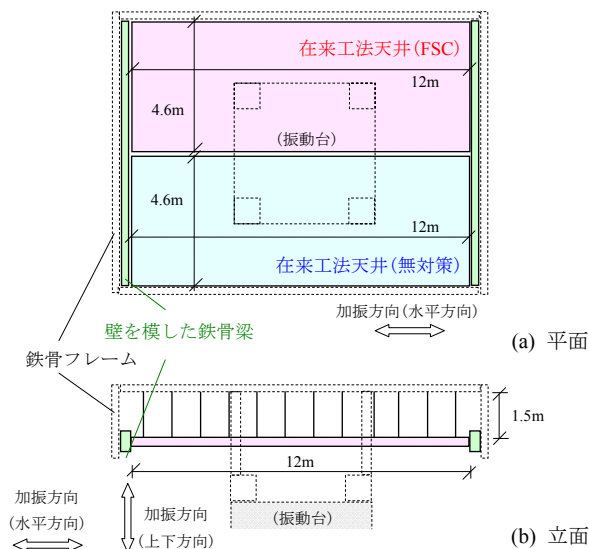 在来工法天井(FSC)
12m
4.6m
(振動台)
4.6m
12m
在来工法天井(無対策)
加振方向(水平方向)
壁を模した鉄骨梁
(a) 平面
鉄骨フレーム
1.5m
12m
加振方向
(水平方向)
加振方向
(上下方向)
(振動台)
(b) 立面